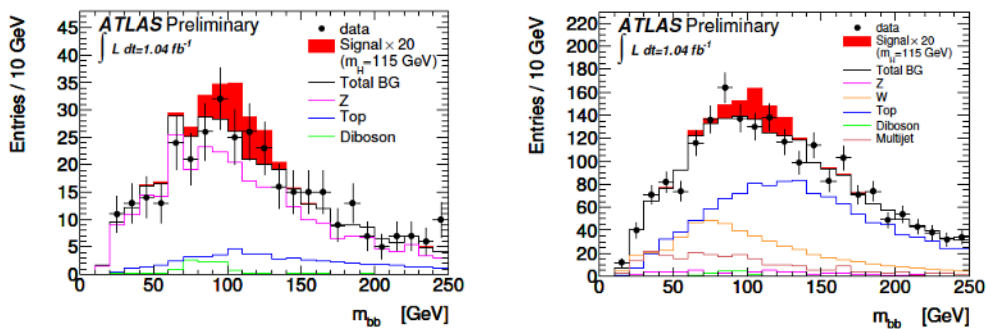 ATLAS Preliminary
∫ L dt=1.04 fb⁻¹
data
Signal × 20
(m_H=115 GeV)
Total BG
Z
Top
Diboson
Entries / 10 GeV
45
40
35
30
25
20
15
10
5
0
0 50 100 150 200 250
m_bb [GeV]
ATLAS Preliminary
∫ L dt=1.04 fb⁻¹
data
Signal × 20
(m_H=115 GeV)
Total BG
Z
W
Top
Diboson
Multijet
Entries / 10 GeV
220
200
180
160
140
120
100
80
60
40
20
0
0 50 100 150 200 250
m_bb [GeV]